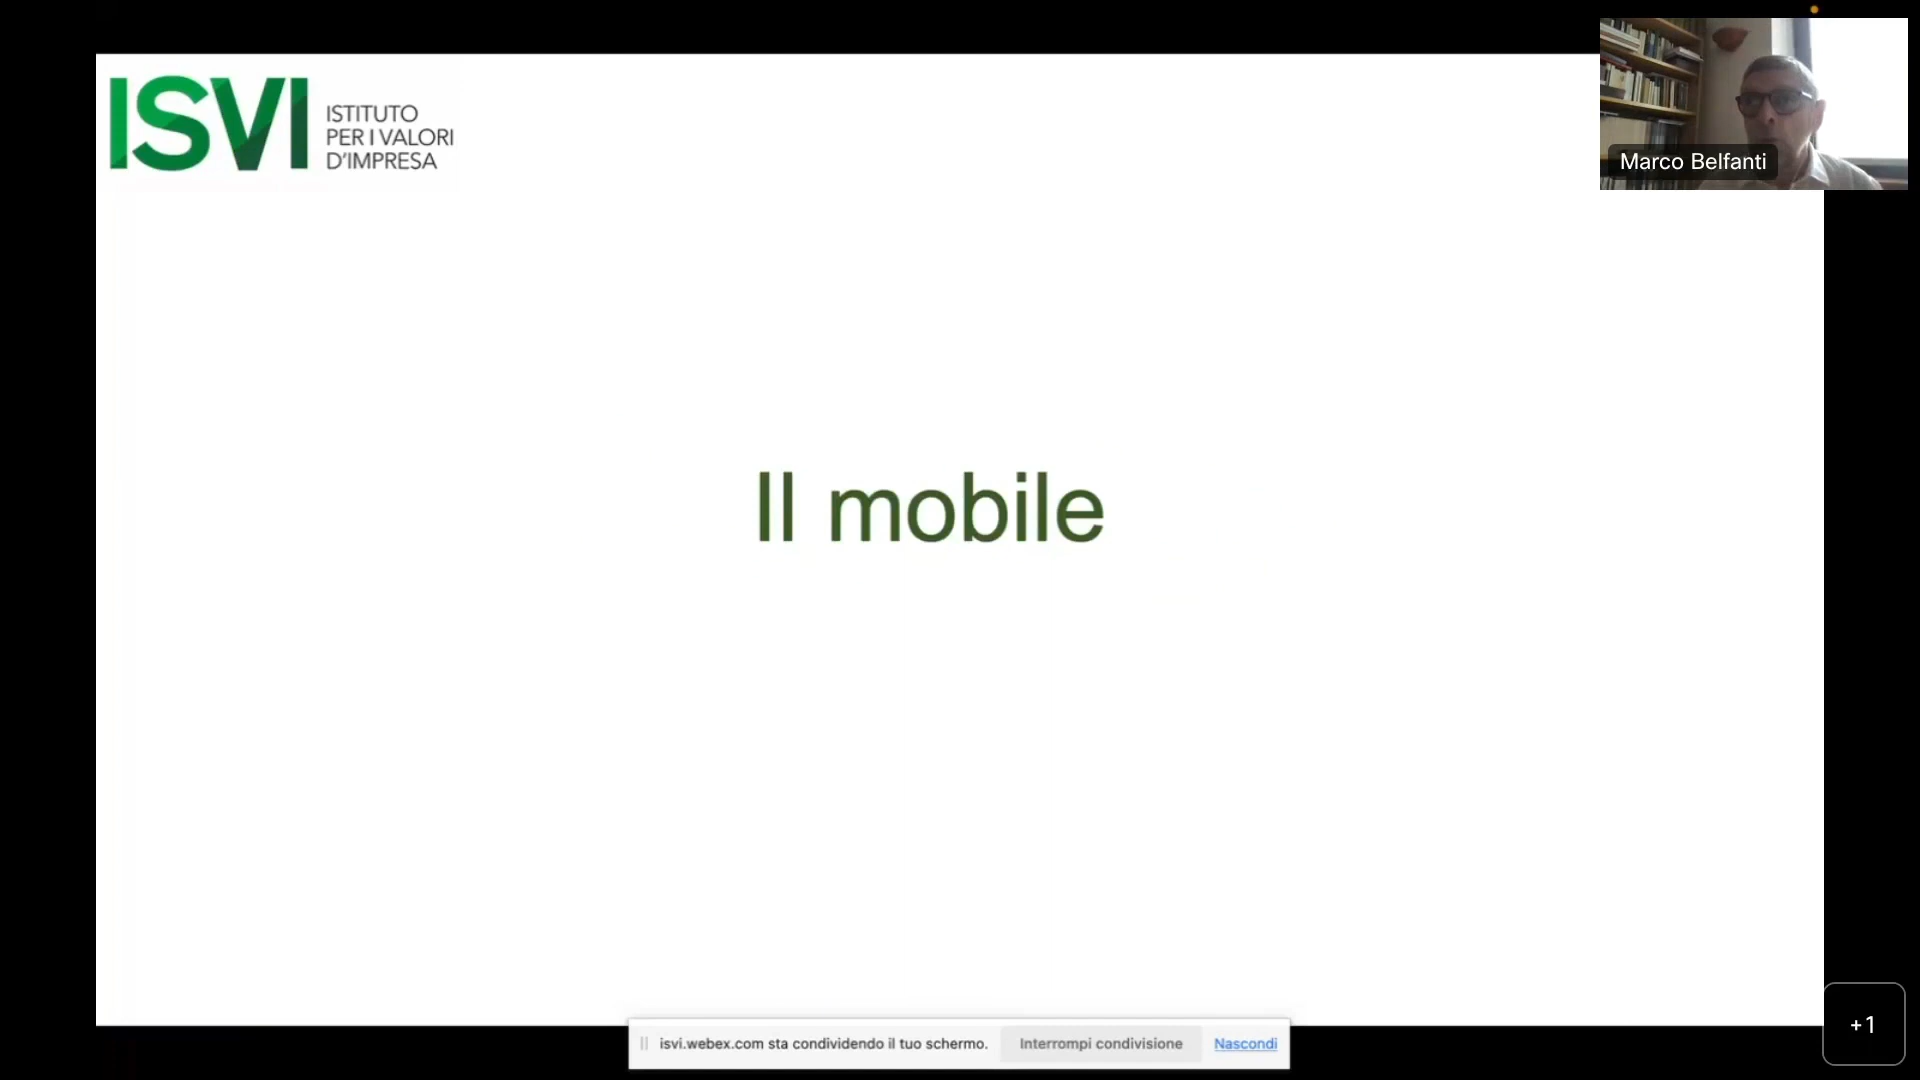 ISVI
ISTITUTO
PER I VALORI
D'IMPRESA
Marco Belfanti
Il mobile
isvi.webex.com sta condividendo il tuo schermo. Interrompi condivisione Nascondi
+1